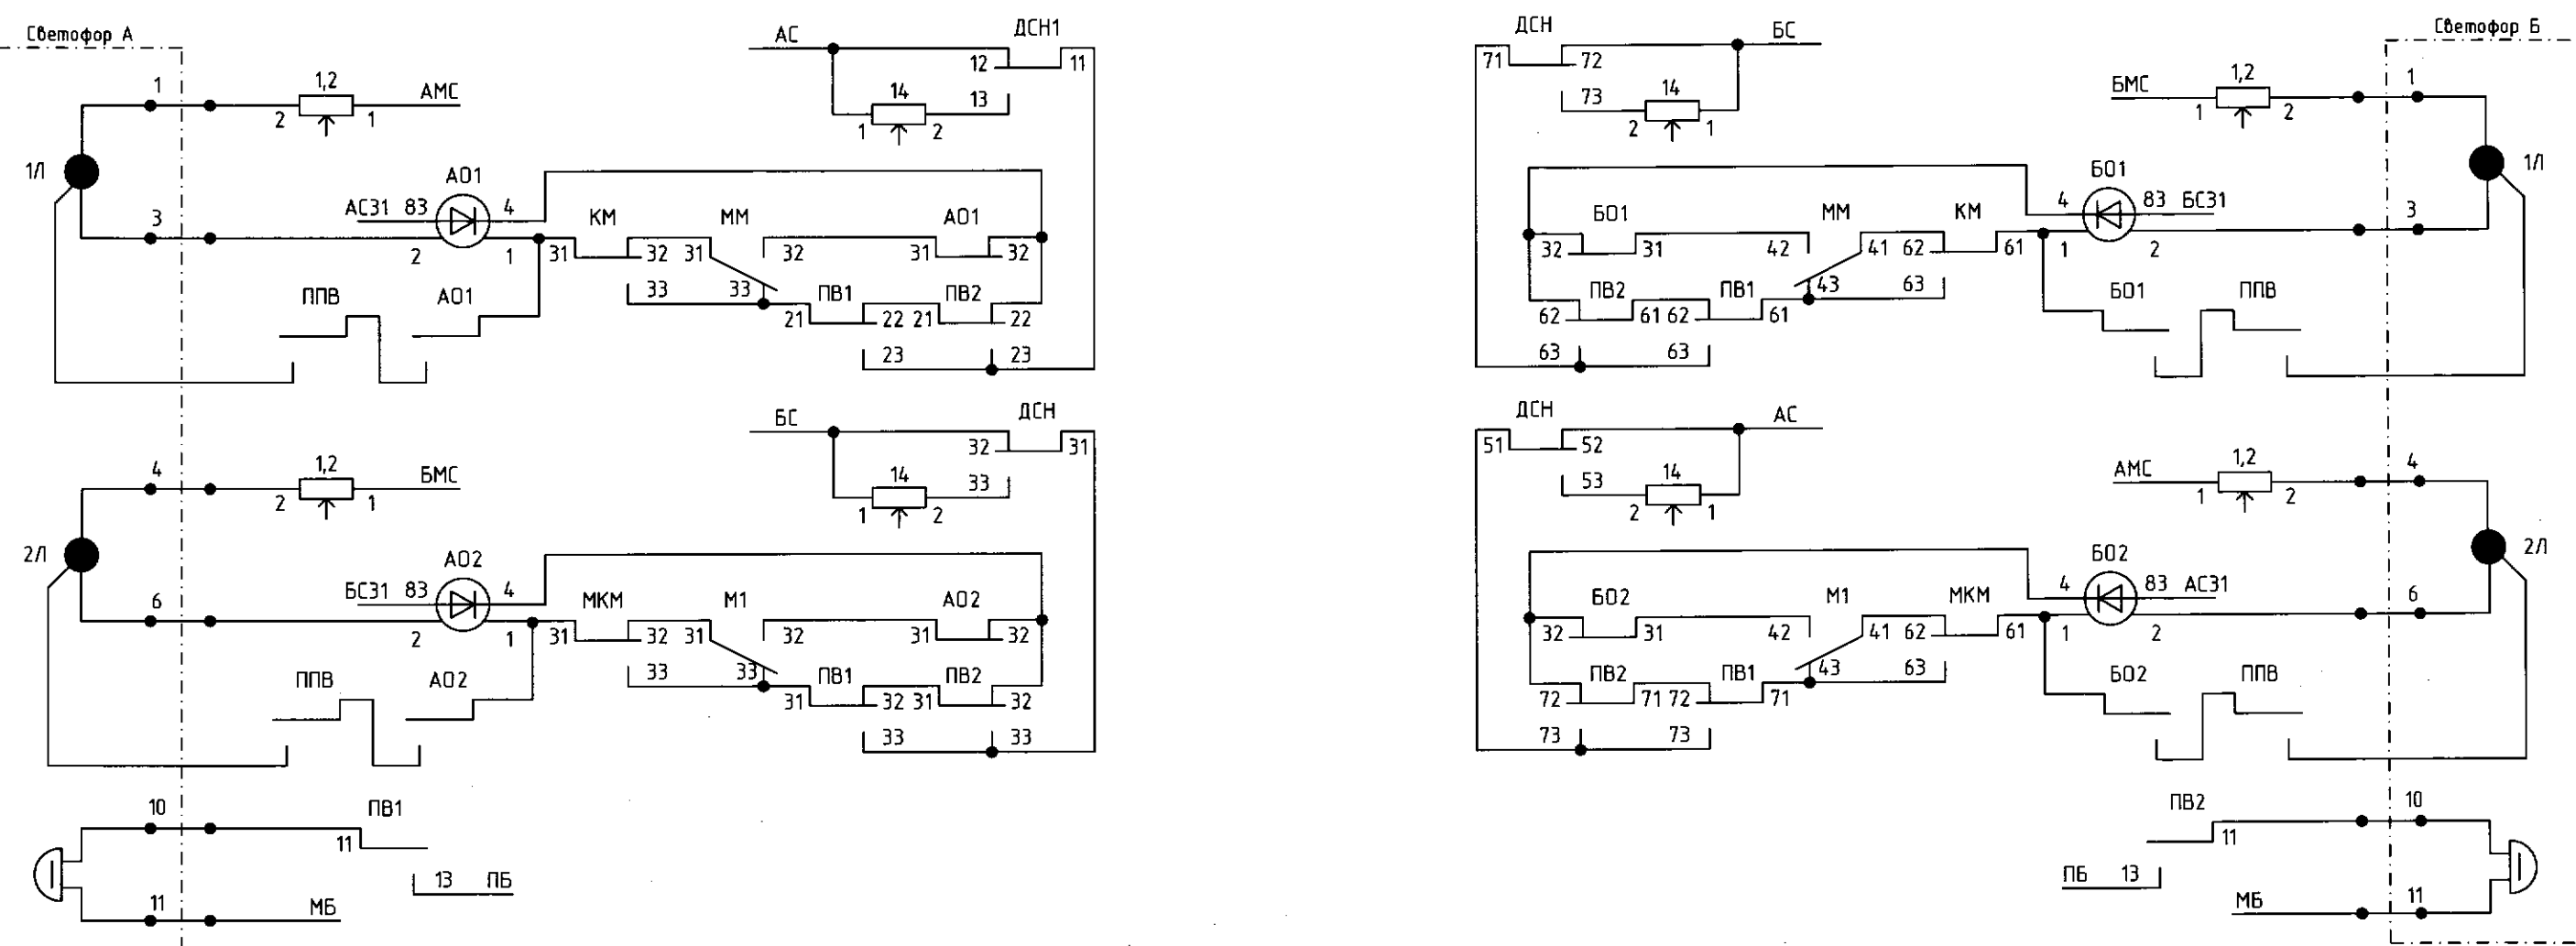 Светофор А
АС
ДСН1
12
11
14
13
1
2
1
1,2
АМС
2
1
1Л
АО1
3
АСЗ1
83
4
2
1
КМ
ММ
АО1
31
32
31
32
31
32
33
33
ПВ1
ПВ2
21
22
21
22
23
23
ППВ
АО1
БС
ДСН
32
31
14
33
1
2
4
1,2
БМС
2
1
2Л
АО2
6
БСЗ1
83
4
2
1
МКМ
М1
АО2
31
32
31
32
31
32
33
33
ПВ1
ПВ2
31
32
31
32
33
33
ППВ
АО2
10
ПВ1
11
13
ПБ
11
МБ
ДСН
БС
71
72
14
73
2
1
Светофор Б
1,2
1
БМС
1
2
1Л
БО1
4
83
БСЗ1
3
1
2
БО1
ММ
КМ
32
31
42
41
62
61
43
63
ПВ2
ПВ1
62
61
62
61
63
63
БО1
ППВ
ДСН
АС
51
52
14
53
2
1
1,2
4
АМС
1
2
2Л
БО2
4
83
АСЗ1
6
1
2
БО2
М1
МКМ
32
31
42
41
62
61
43
63
ПВ2
ПВ1
72
71
72
71
73
73
БО2
ППВ
ПВ2
10
11
ПБ
13
МБ
11